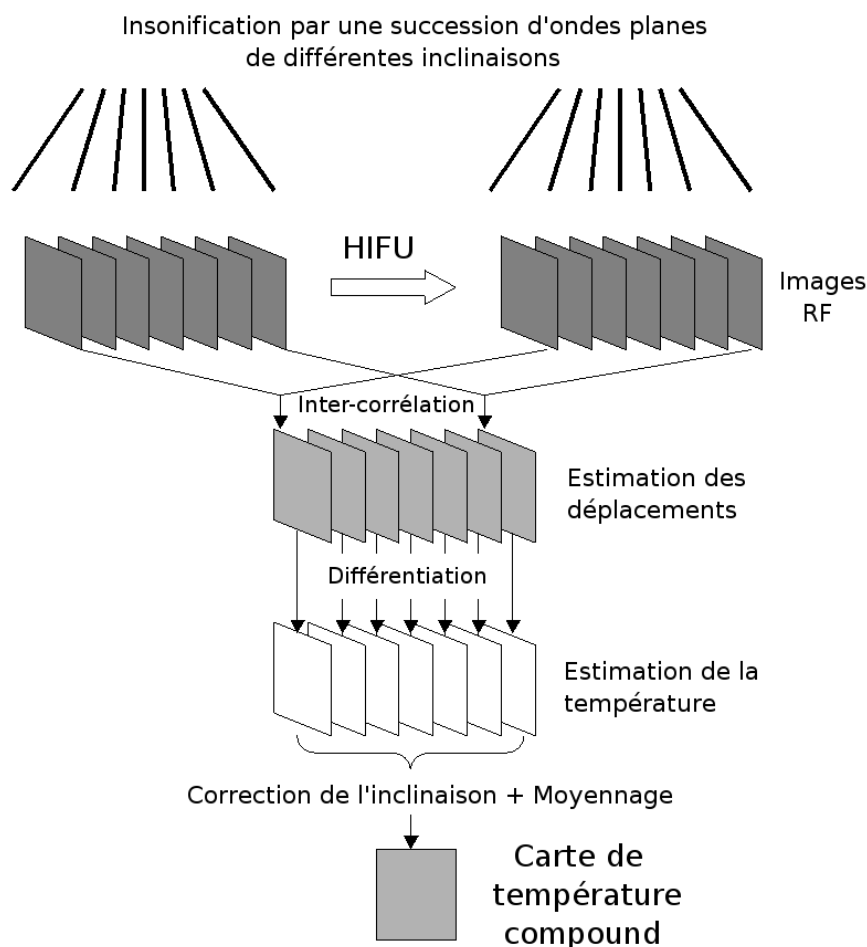 Insonification par une succession d'ondes planes
de différentes inclinaisons
HIFU
Images
RF
Inter-corrélation
Estimation des
déplacements
Différentiation
Estimation de la
température
Correction de l'inclinaison + Moyennage
Carte de
température
compound